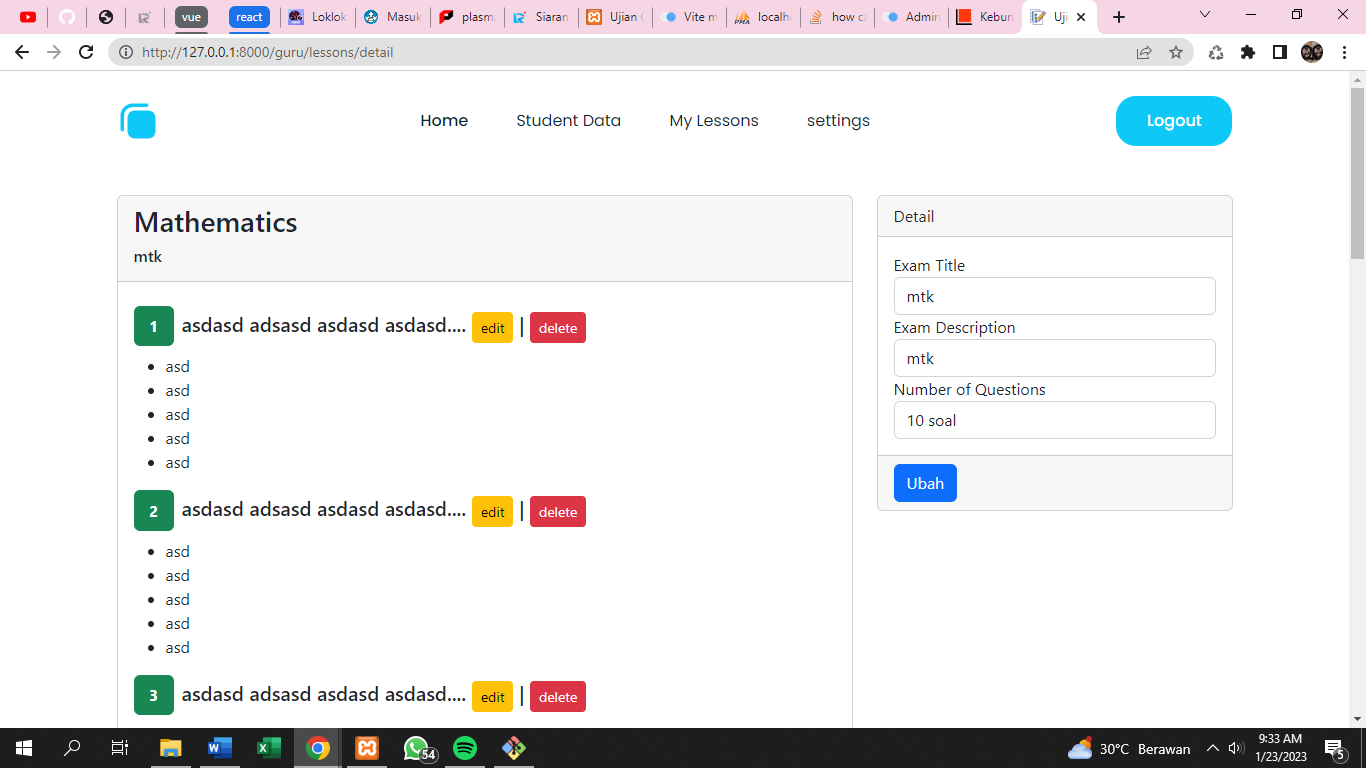 vue
react
Loklok
Masuk
plasma
Siaran
Ujian
Vite m
localho
how ca
Admin
Kebun
Uji
http://127.0.0.1:8000/guru/lessons/detail
Home
Student Data
My Lessons
settings
Logout
Mathematics
mtk
1 asdasd adsasd asdasd asdasd.... edit | delete
asd
asd
asd
asd
asd
2 asdasd adsasd asdasd asdasd.... edit | delete
asd
asd
asd
asd
asd
3 asdasd adsasd asdasd asdasd.... edit | delete
Detail
Exam Title
mtk
Exam Description
mtk
Number of Questions
10 soal
Ubah
54
30°C Berawan
9:33 AM
1/23/2023
5